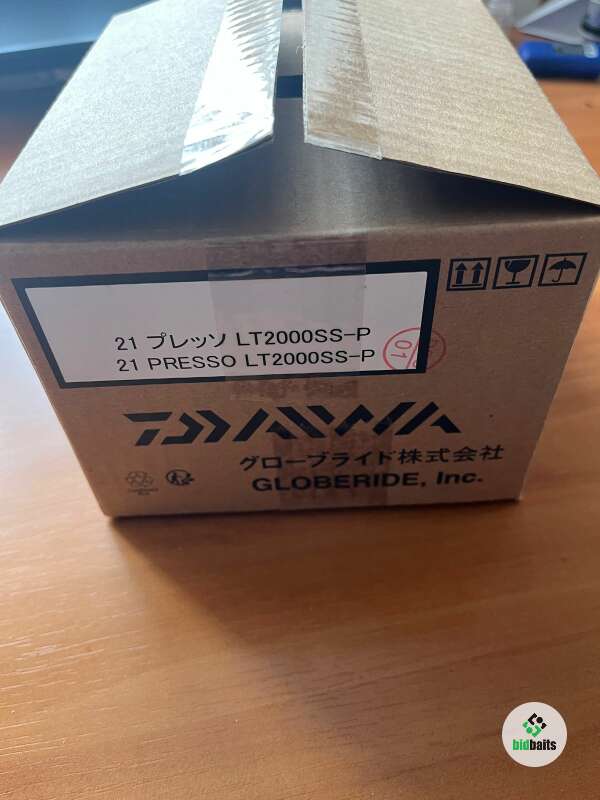 21 プレッソ LT2000SS-P
21 PRESSO LT2000SS-P
01
DAIWA
グローブライド株式会社
GLOBERIDE, Inc.
bidbaits